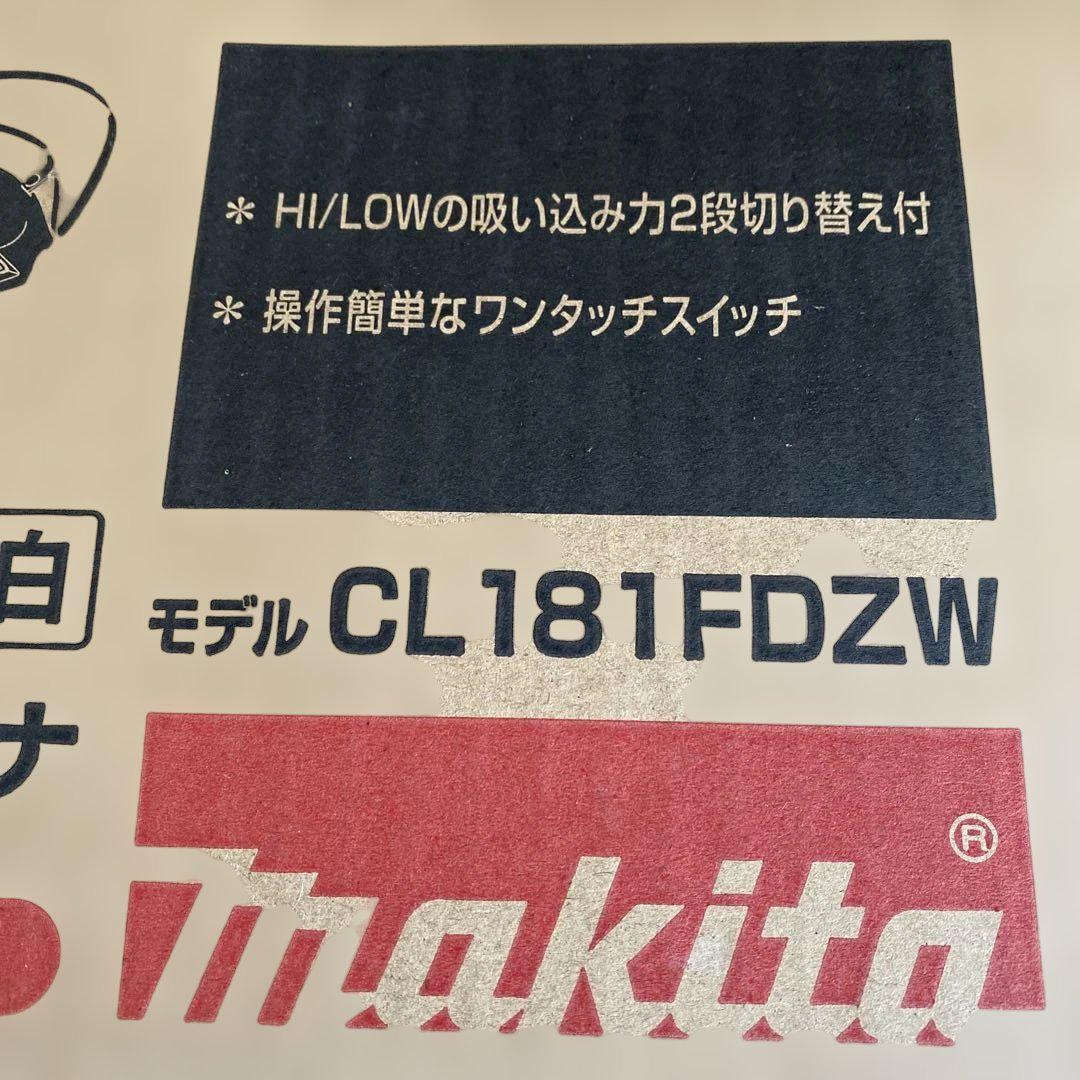 * HI/LOWの吸い込み力2段切り替え付
* 操作簡単なワンタッチスイッチ
白
モデル CL181FDZW
ナ
makita®